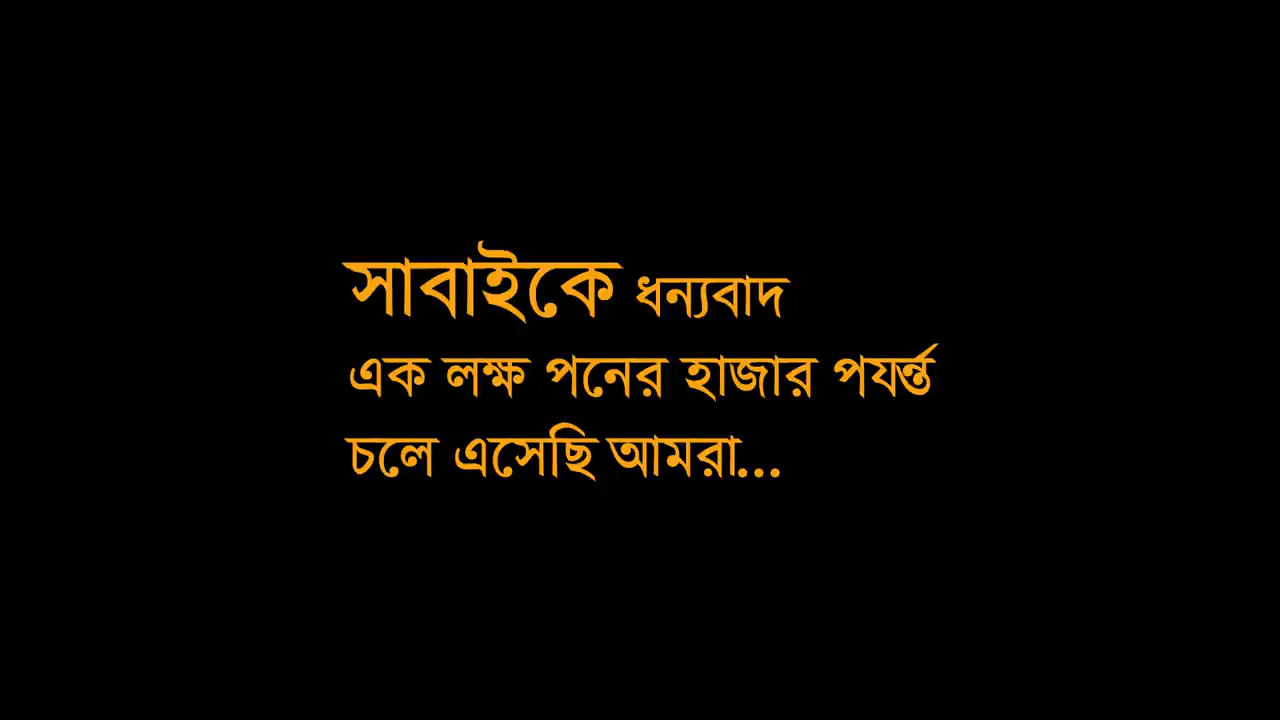 সাবাইকে ধন্যবাদ
এক লক্ষ পনের হাজার পযর্ন্ত
চলে এসেছি আমরা...